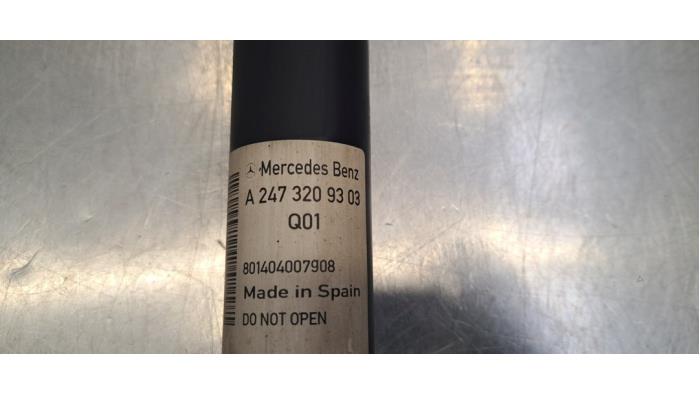 Mercedes Benz
A 247 320 93 03
Q01
801404007908
Made in Spain
DO NOT OPEN